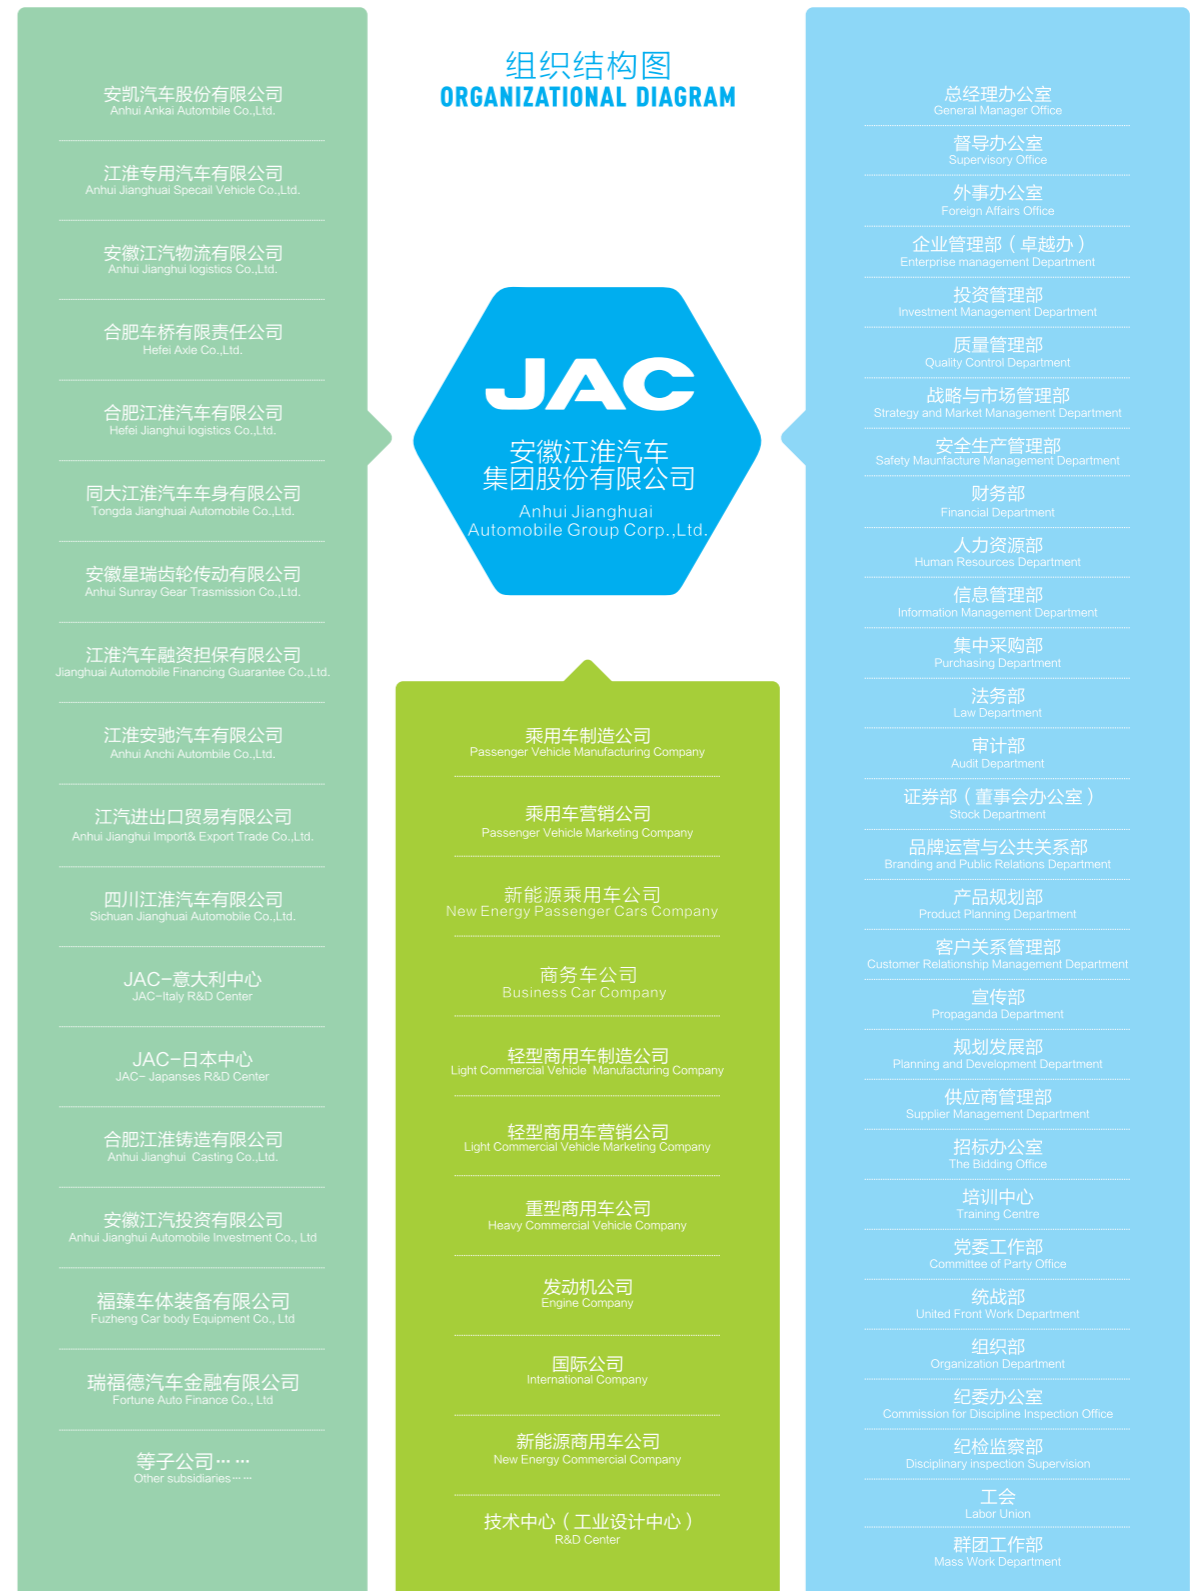 组织结构图
ORGANIZATIONAL DIAGRAM
安凯汽车股份有限公司
Anhui Ankai Autombile Co.,Ltd.
江淮专用汽车有限公司
Anhui Jianghuai Specail Vehicle Co.,Ltd.
安徽江汽物流有限公司
Anhui Jianghui logistics Co.,Ltd.
合肥车桥有限责任公司
Hefei Axle Co.,Ltd.
合肥江淮汽车有限公司
Hefei Jianghui logistics Co.,Ltd.
同大江淮汽车车身有限公司
Tongda Jianghuai Automobile Co.,Ltd.
安徽星瑞齿轮传动有限公司
Anhui Sunray Gear Trasmission Co.,Ltd.
江淮汽车融资担保有限公司
Jianghuai Automobile Financing Guarantee Co.,Ltd.
江淮安驰汽车有限公司
Anhui Anchi Autombile Co.,Ltd.
江汽进出口贸易有限公司
Anhui Jianghui Import& Export Trade Co.,Ltd.
四川江淮汽车有限公司
Sichuan Jianghuai Automobile Co.,Ltd.
JAC-意大利中心
JAC-Italy R&D Center
JAC-日本中心
JAC- Japanses R&D Center
合肥江淮铸造有限公司
Anhui Jianghui Casting Co.,Ltd.
安徽江汽投资有限公司
Anhui Jianghui Automobile Investment Co., Ltd
福臻车体装备有限公司
Fuzheng Car body Equipment Co., Ltd
瑞福德汽车金融有限公司
Fortune Auto Finance Co., Ltd
等子公司……
Other subsidiaries……
JAC
安徽江淮汽车
集团股份有限公司
Anhui Jianghuai
Automobile Group Corp.,Ltd.
乘用车制造公司
Passenger Vehicle Manufacturing Company
乘用车营销公司
Passenger Vehicle Marketing Company
新能源乘用车公司
New Energy Passenger Cars Company
商务车公司
Business Car Company
轻型商用车制造公司
Light Commercial Vehicle Manufacturing Company
轻型商用车营销公司
Light Commercial Vehicle Marketing Company
重型商用车公司
Heavy Commercial Vehicle Company
发动机公司
Engine Company
国际公司
International Company
新能源商用车公司
New Energy Commercial Company
技术中心（工业设计中心）
R&D Center
总经理办公室
General Manager Office
督导办公室
Supervisory Office
外事办公室
Foreign Affairs Office
企业管理部（卓越办）
Enterprise management Department
投资管理部
Investment Management Department
质量管理部
Quality Control Department
战略与市场管理部
Strategy and Market Management Department
安全生产管理部
Safety Maunfacture Management Department
财务部
Financial Department
人力资源部
Human Resources Department
信息管理部
Information Management Department
集中采购部
Purchasing Department
法务部
Law Department
审计部
Audit Department
证券部（董事会办公室）
Stock Department
品牌运营与公共关系部
Branding and Public Relations Department
产品规划部
Product Planning Department
客户关系管理部
Customer Relationship Management Department
宣传部
Propaganda Department
规划发展部
Planning and Development Department
供应商管理部
Supplier Management Department
招标办公室
The Bidding Office
培训中心
Training Centre
党委工作部
Committee of Party Office
统战部
United Front Work Department
组织部
Organization Department
纪委办公室
Commission for Discipline Inspection Office
纪检监察部
Disciplinary inspection Supervision
工会
Labor Union
群团工作部
Mass Work Department